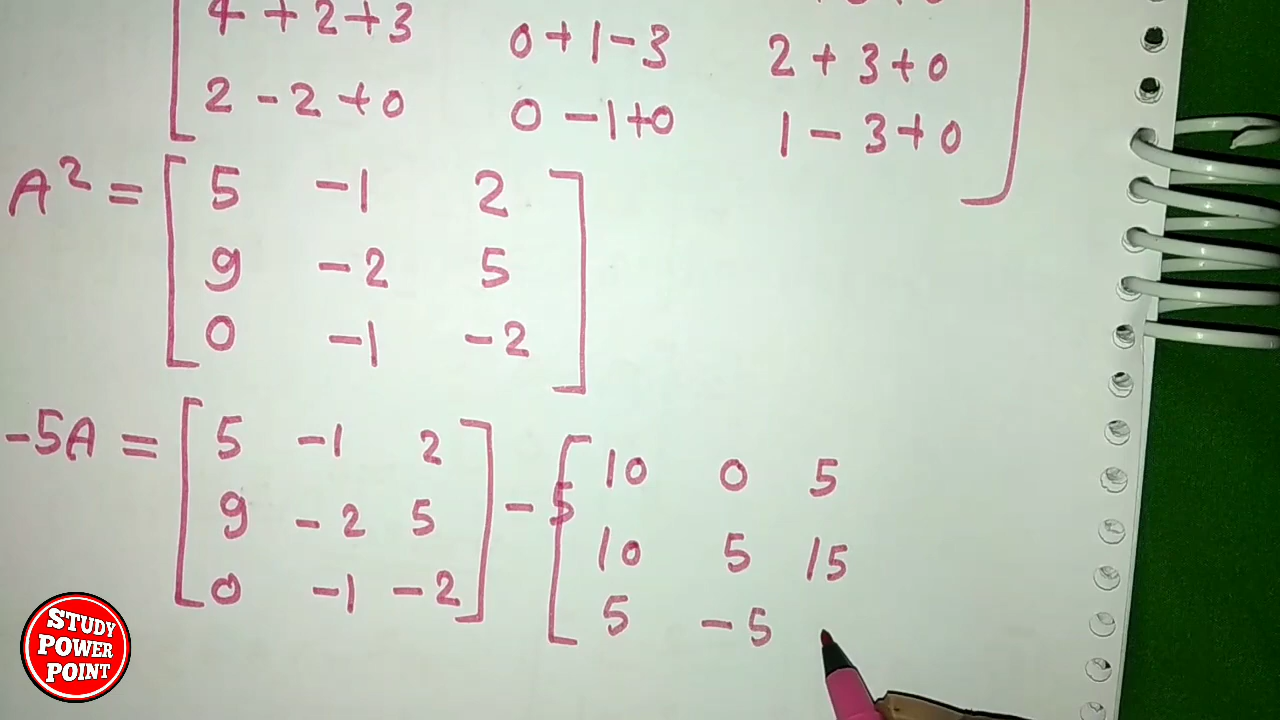 4 + 2 + 3 0 + 1 - 3 2 + 3 + 0
2 - 2 + 0 0 - 1 + 0 1 - 3 + 0
A² = [ 5 -1 2
9 -2 5
0 -1 -2 ]
-5A = [ 5 -1 2 ] - 5 [ 10 0 5
9 -2 5 10 5 15
0 -1 -2 5 -5
STUDY
POWER
POINT